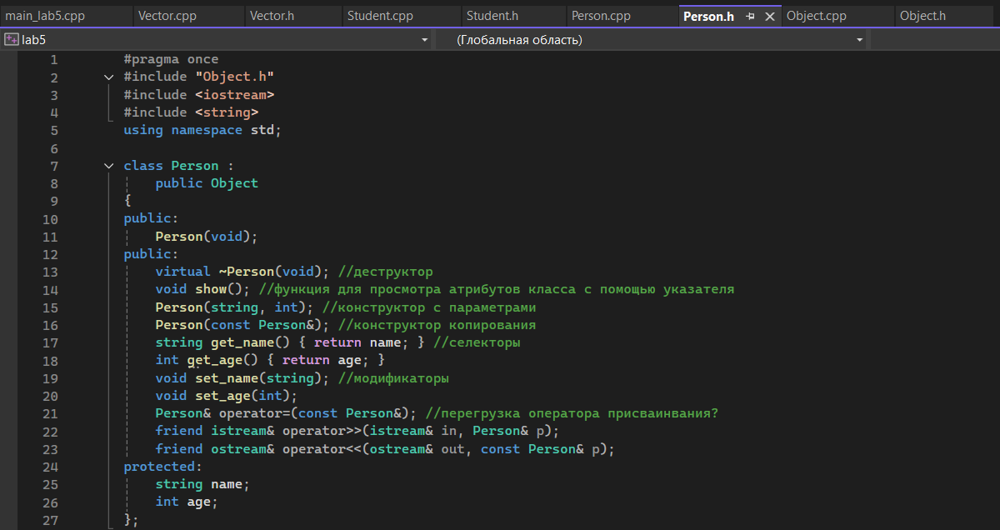 main_lab5.cpp Vector.cpp Vector.h Student.cpp Student.h Person.cpp Person.h Object.cpp Object.h
lab5 (Глобальная область)
1 #pragma once
2 #include "Object.h"
3 #include <iostream>
4 #include <string>
5 using namespace std;
6
7 class Person :
8 public Object
9 {
10 public:
11 Person(void);
12 public:
13 virtual ~Person(void); //деструктор
14 void show(); //функция для просмотра атрибутов класса с помощью указателя
15 Person(string, int); //конструктор с параметрами
16 Person(const Person&); //конструктор копирования
17 string get_name() { return name; } //селекторы
18 int get_age() { return age; }
19 void set_name(string); //модификаторы
20 void set_age(int);
21 Person& operator=(const Person&); //перегрузка оператора присваинвания?
22 friend istream& operator>>(istream& in, Person& p);
23 friend ostream& operator<<(ostream& out, const Person& p);
24 protected:
25 string name;
26 int age;
27 };